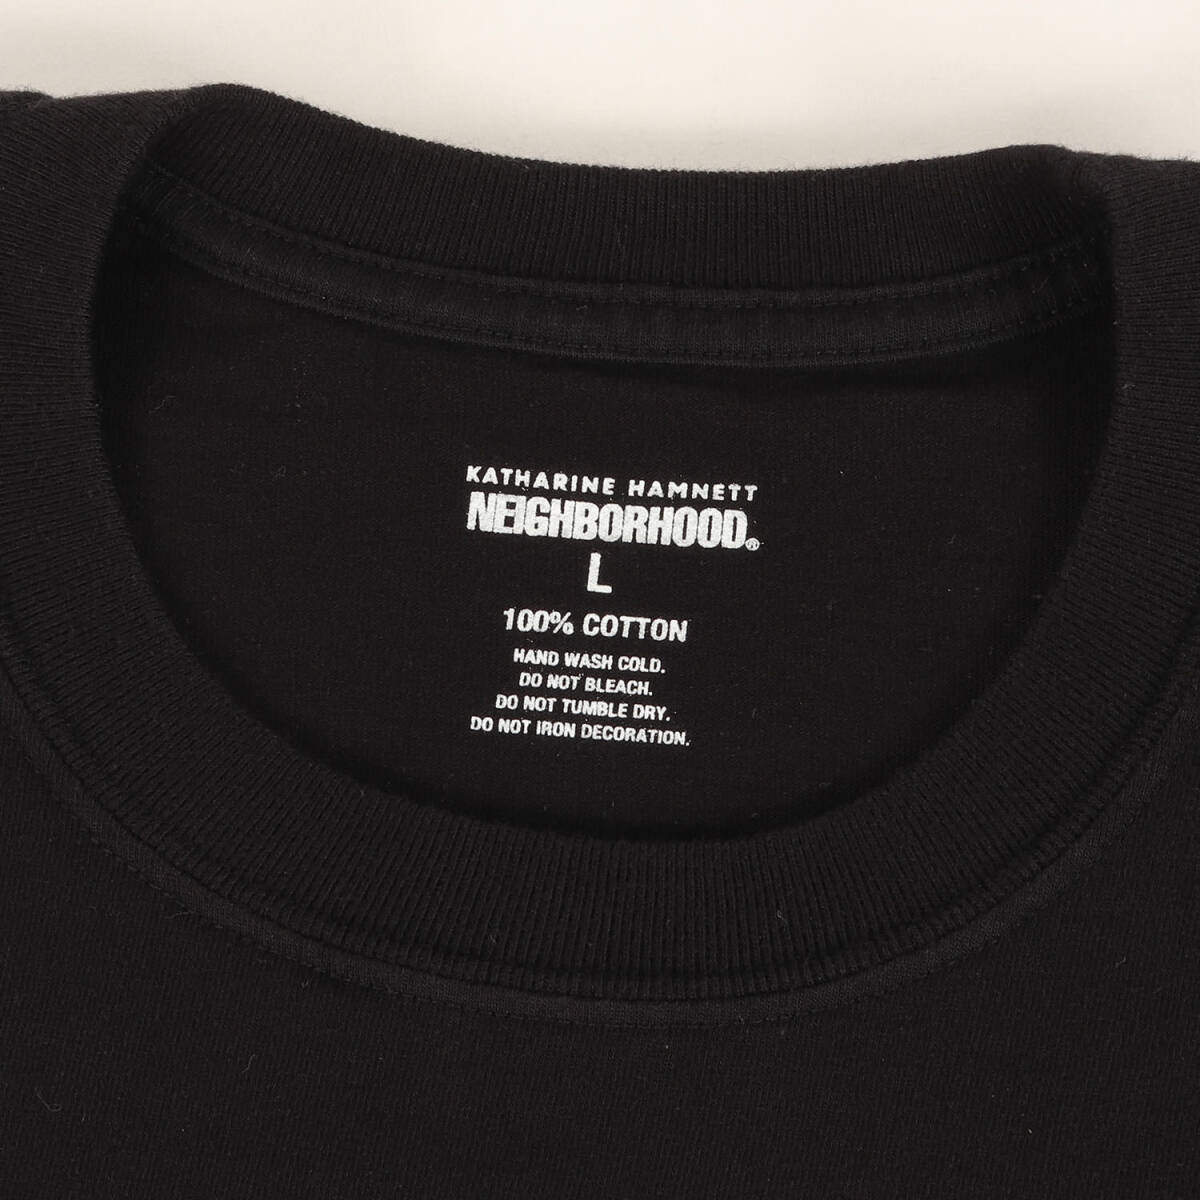 KATHARINE HAMNETT
NEIGHBORHOOD®
L
100% COTTON
HAND WASH COLD.
DO NOT BLEACH.
DO NOT TUMBLE DRY.
DO NOT IRON DECORATION.